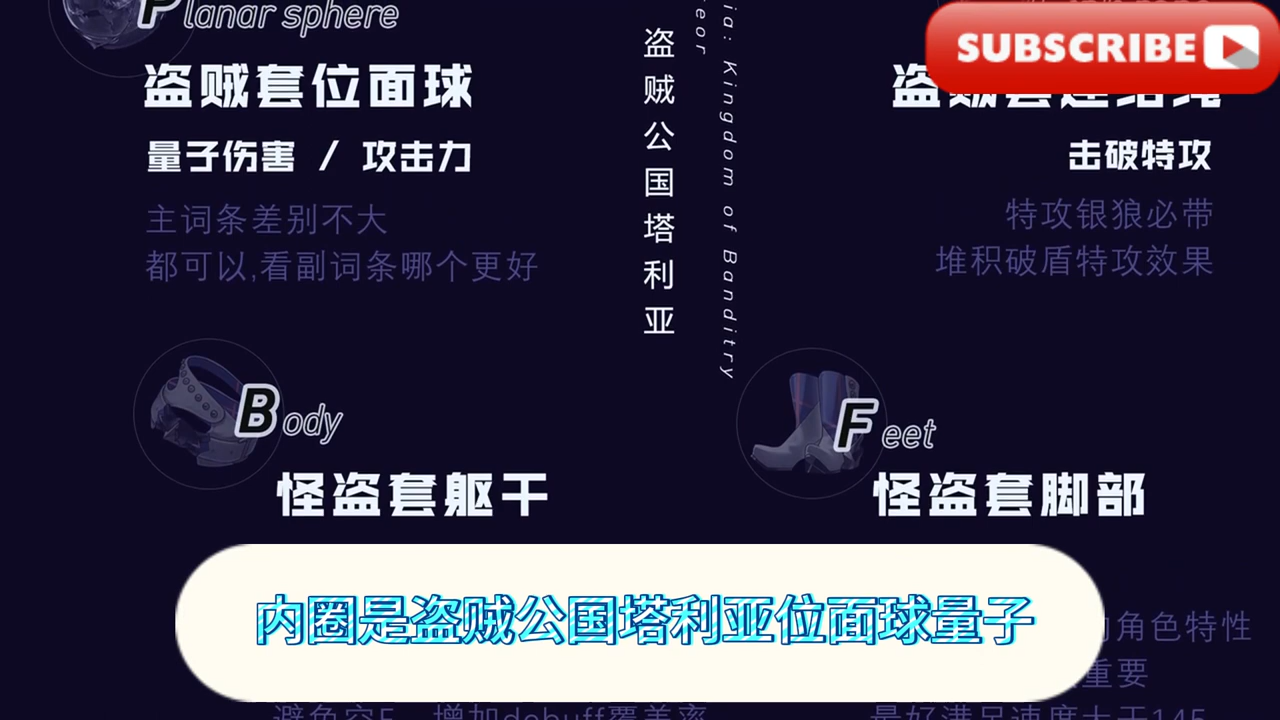 Planar sphere
盗贼套位面球
量子伤害 / 攻击力
主词条差别不大
都可以,看副词条哪个更好
盗贼公国塔利亚
ia: Kingdom of Banditry
SUBSCRIBE
击破特攻
特攻银狼必带
堆积破盾特攻效果
Body
怪盗套躯干
Feet
怪盗套脚部
内圈是盗贼公国塔利亚位面球量子
角色特性
重要